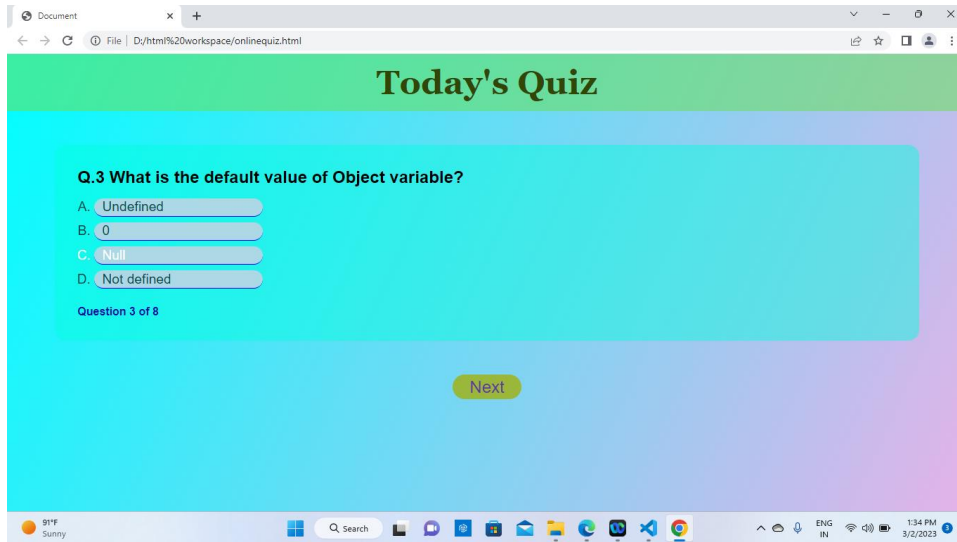 Document
File D:/html%20workspace/onlinequiz.html
Today's Quiz
Q.3 What is the default value of Object variable?
A. Undefined
B. 0
C. Null
D. Not defined
Question 3 of 8
Next
91°F
Sunny
Search
ENG
IN
1:34 PM
3/2/2023
3